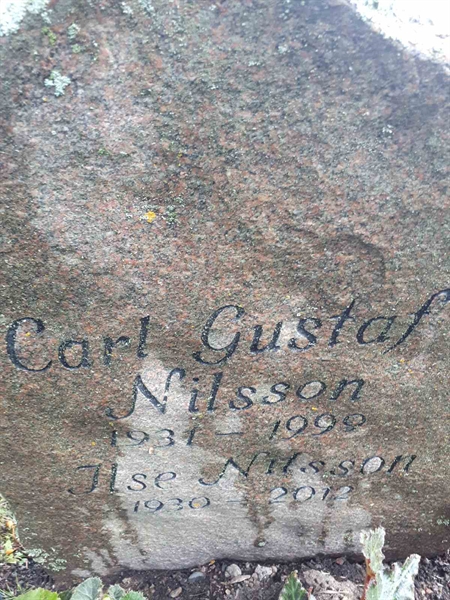 Carl Gustaf
Nilsson
1931 - 1999
Ilse Nilsson
1930 - 2012